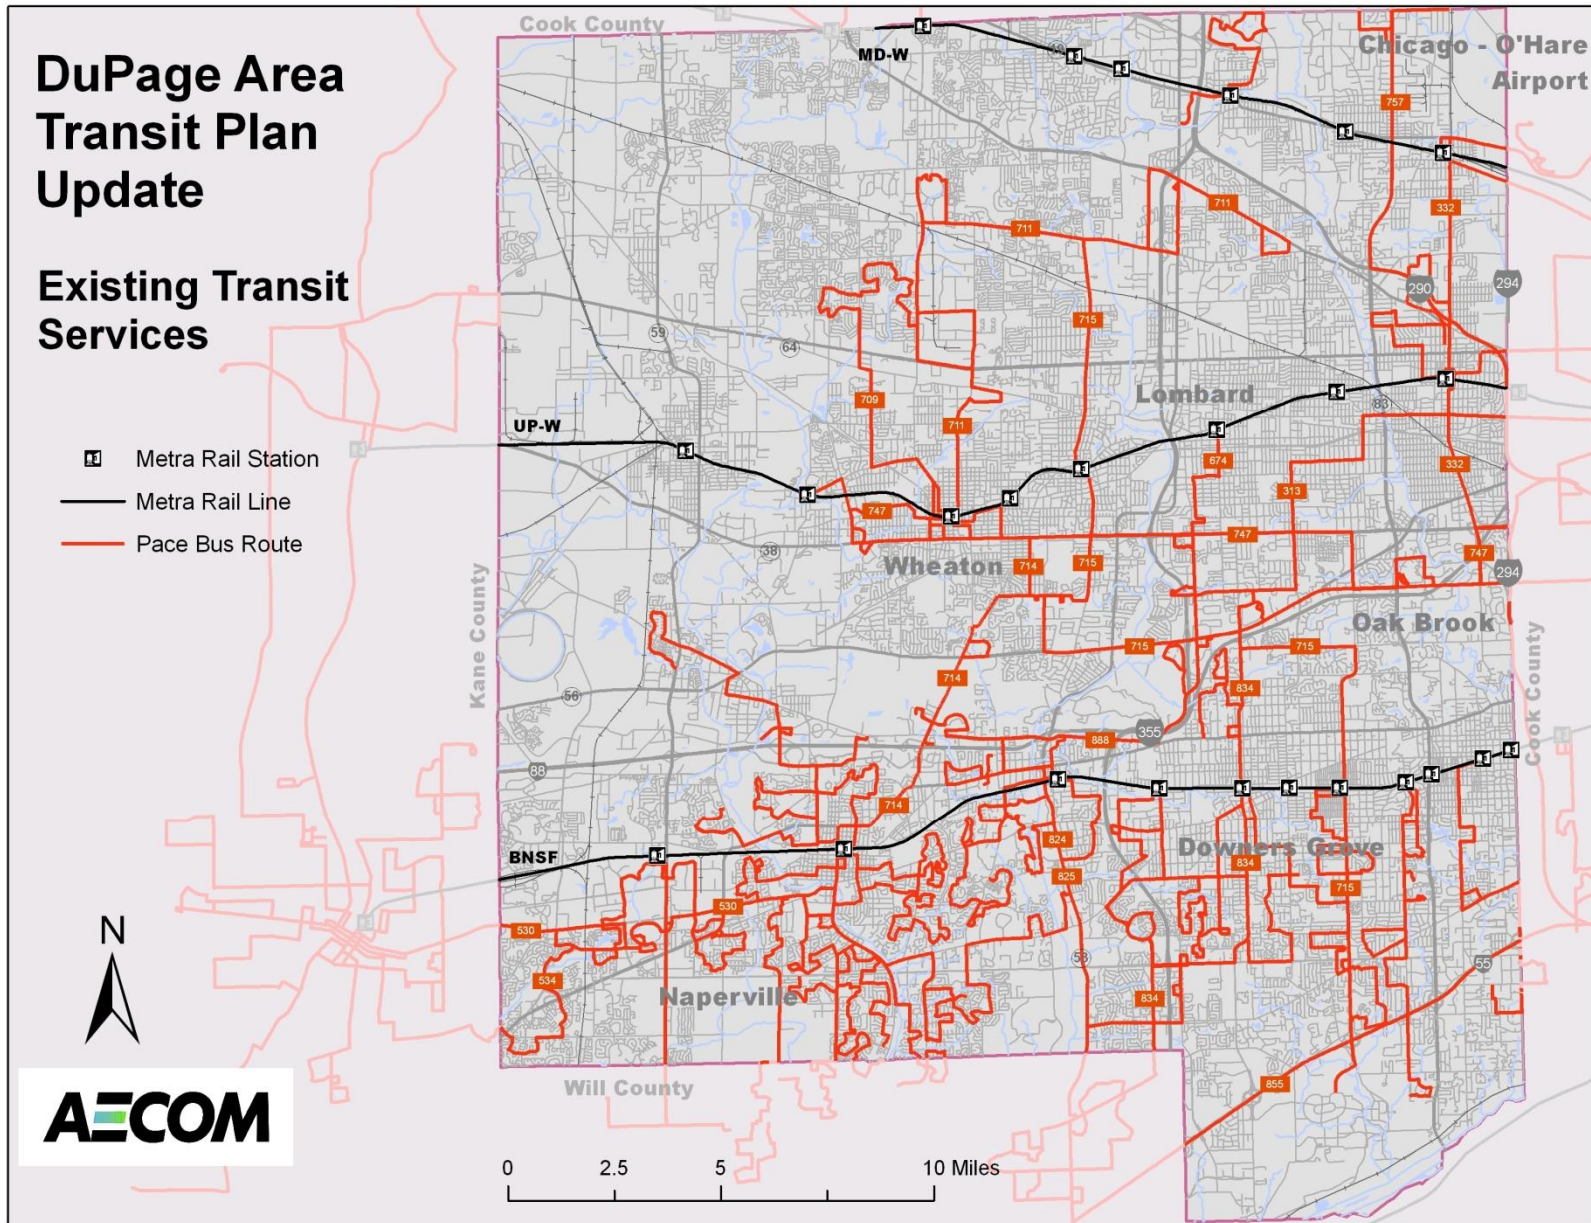 DuPage Area
Transit Plan
Update
Existing Transit
Services
Metra Rail Station
Metra Rail Line
Pace Bus Route
N
AECOM
0 2.5 5 10 Miles
Cook County
MD-W
19
Chicago - O'Hare
Airport
757
332
711
711
290
294
715
59
64
709
Lombard
83
UP-W
711
674
332
313
747
747
38
Wheaton
714
715
747
294
Kane County
Oak Brook
715
715
56
714
834
Cook County
888
355
88
714
824
BNSF
Downers Grove
834
825
715
530
530
53
55
534
Naperville
834
Will County
855